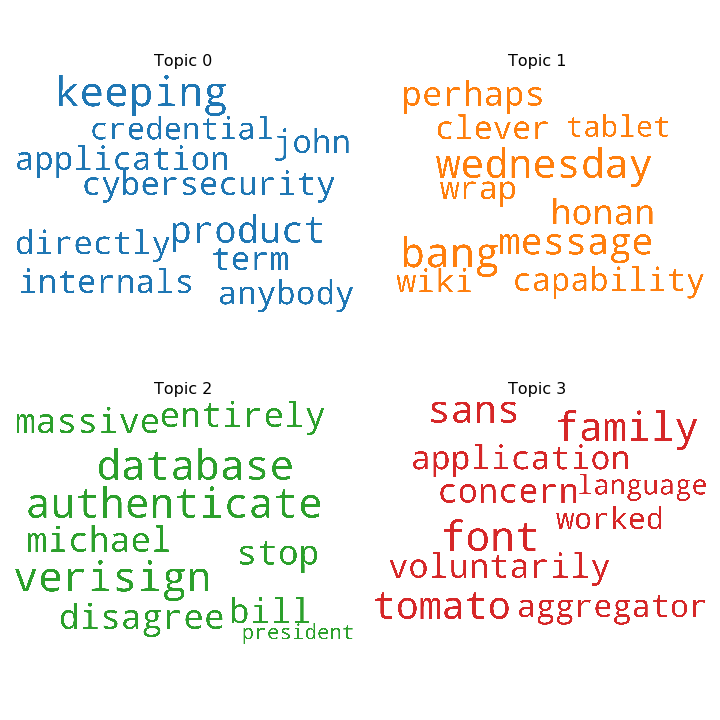 Topic 0
keeping
credential
john
application
cybersecurity
product
directly
term
internals
anybody
Topic 1
perhaps
clever
tablet
wednesday
wrap
honan
message
bang
wiki
capability
Topic 2
massive
entirely
database
authenticate
michael
stop
verisign
disagree
bill
president
Topic 3
sans
family
application
concern
language
worked
font
voluntarily
tomato
aggregator